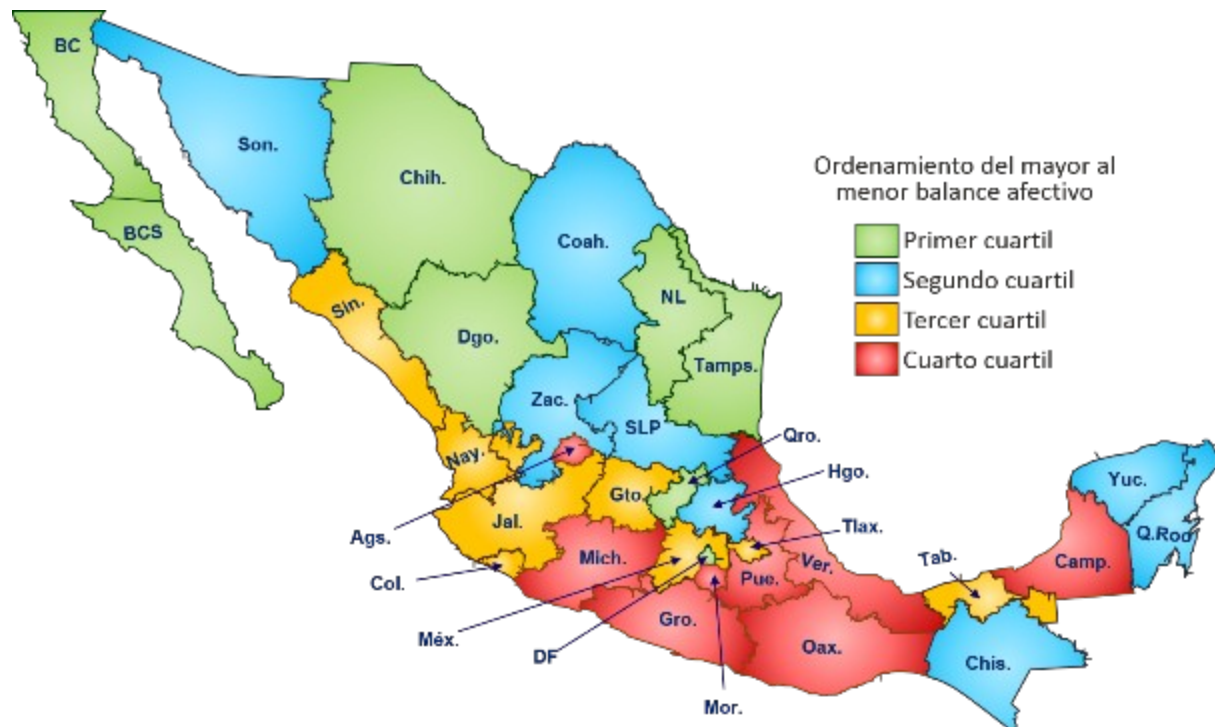 BC
Son.
Chih.
BCS
Coah.
Ordenamiento del mayor al
menor balance afectivo
Primer cuartil
Segundo cuartil
Tercer cuartil
Cuarto cuartil
NL
Sin.
Dgo.
Tamps.
Zac.
SLP
Qro.
Nay.
Hgo.
Yuc.
Gto.
Jal.
Ags.
Tlax.
Q.Roo
Mich.
Ver.
Tab.
Camp.
Col.
Pue.
Gro.
Méx.
Oax.
DF
Chis.
Mor.